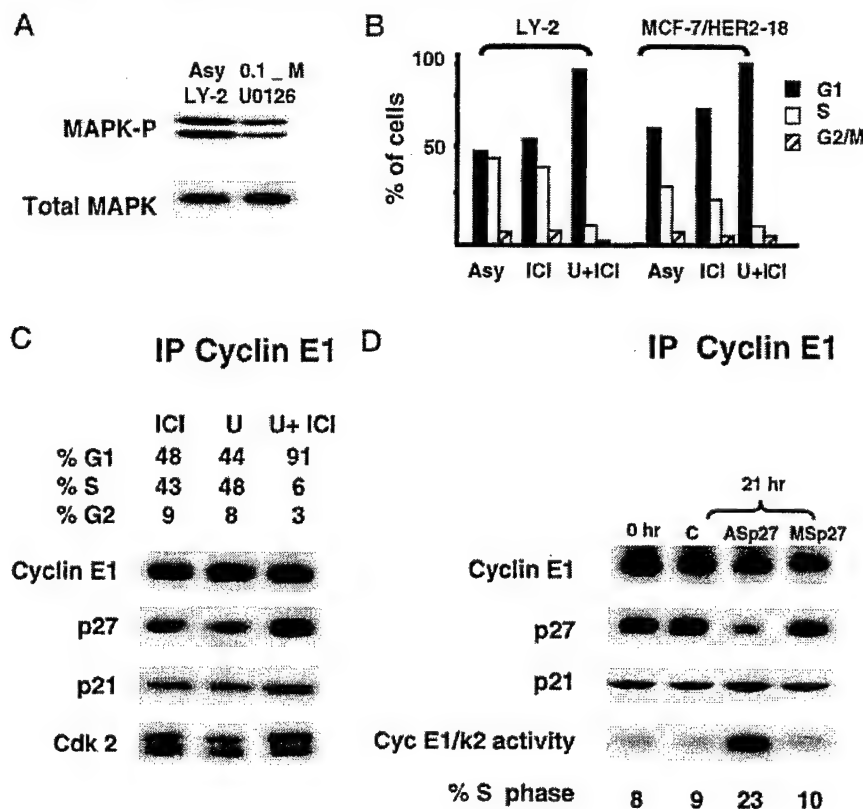 A
Asy 0.1 _ M
LY-2 U0126
MAPK-P
Total MAPK
B
LY-2 MCF-7/HER2-18
100
50
% of cells
G1
S
G2/M
Asy ICI U+ICI Asy ICI U+ICI
C
IP Cyclin E1
ICI U U+ ICI
% G1 48 44 91
% S 43 48 6
% G2 9 8 3
Cyclin E1
p27
p21
Cdk 2
D
IP Cyclin E1
21 hr
0 hr C ASp27 MSp27
Cyclin E1
p27
p21
Cyc E1/k2 activity
% S phase 8 9 23 10